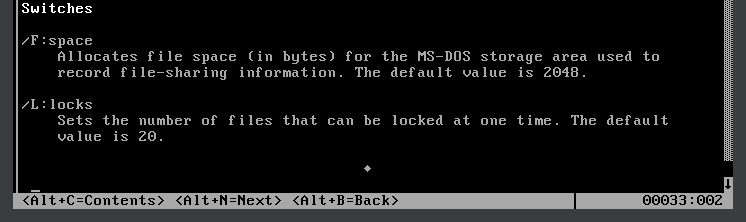 Switches
/F:space
Allocates file space (in bytes) for the MS-DOS storage area used to
record file-sharing information. The default value is 2048.
/L:locks
Sets the number of files that can be locked at one time. The default
value is 20.
<Alt+C=Contents> <Alt+N=Next> <Alt+B=Back>
00033:002